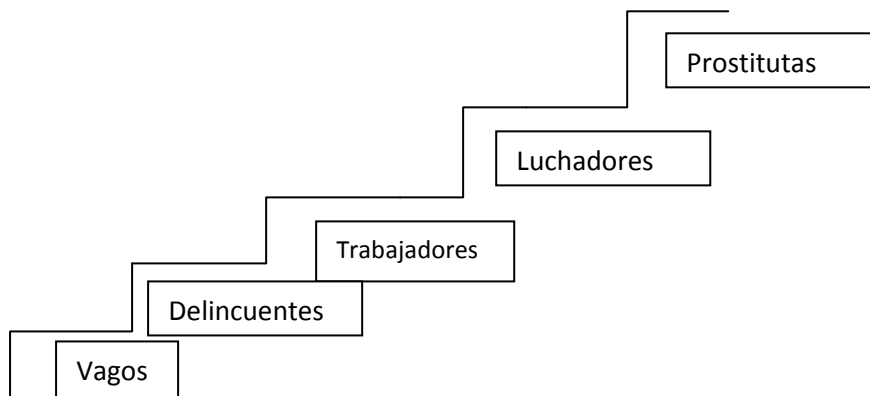 Prostitutas
Luchadores
Trabajadores
Delincuentes
Vagos